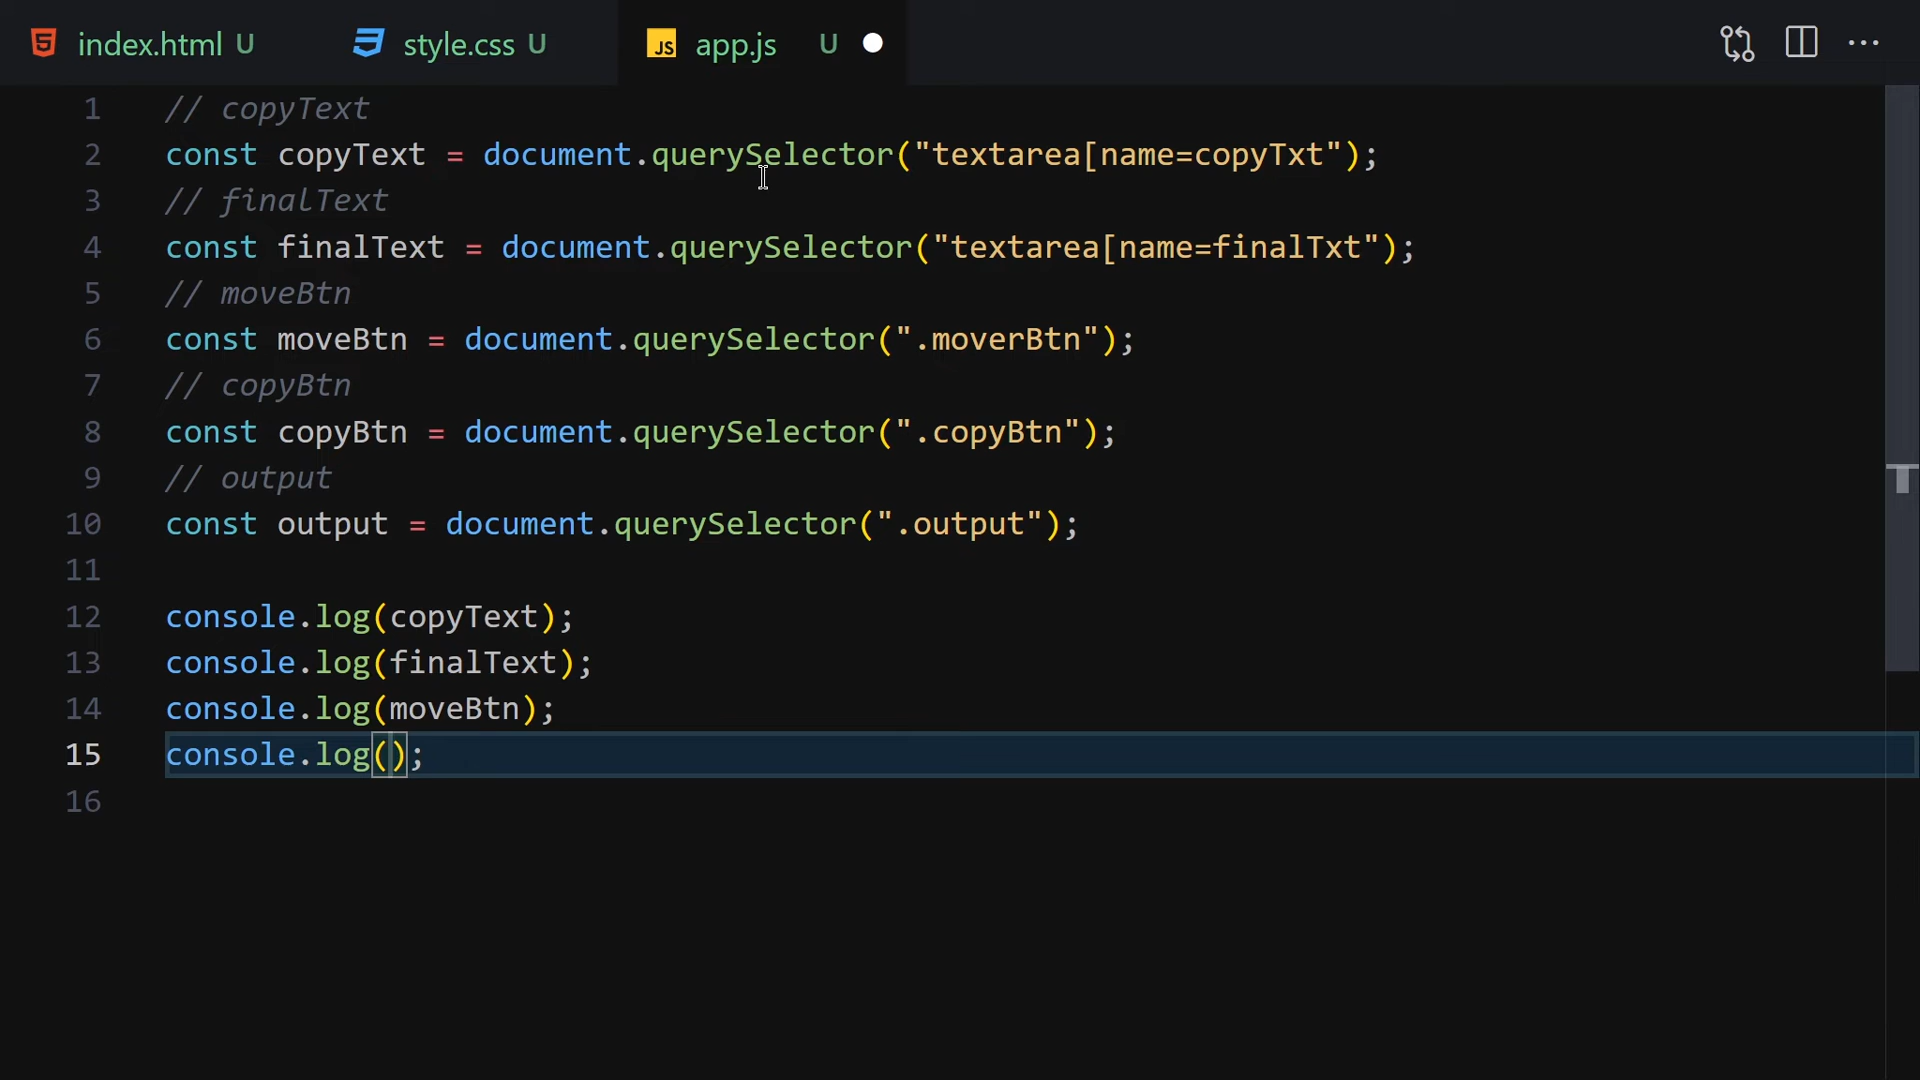 index.html U style.css U JS app.js U
1 // copyText
2 const copyText = document.querySelector("textarea[name=copyTxt");
3 // finalText
4 const finalText = document.querySelector("textarea[name=finalTxt");
5 // moveBtn
6 const moveBtn = document.querySelector(".moverBtn");
7 // copyBtn
8 const copyBtn = document.querySelector(".copyBtn");
9 // output
10 const output = document.querySelector(".output");
11
12 console.log(copyText);
13 console.log(finalText);
14 console.log(moveBtn);
15 console.log();
16